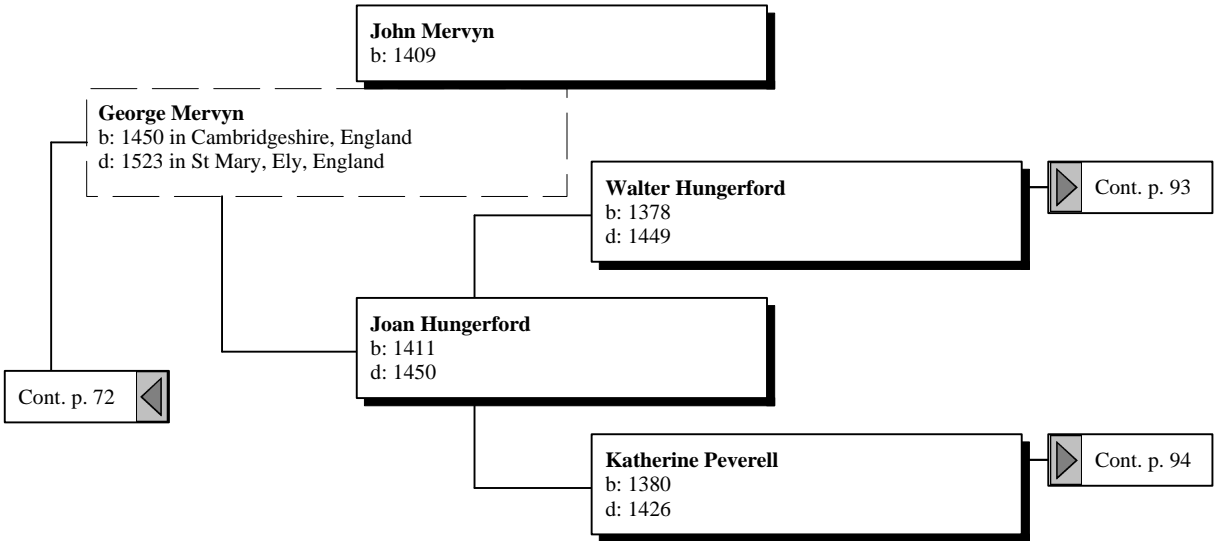 John Mervyn
b: 1409
George Mervyn
b: 1450 in Cambridgeshire, England
d: 1523 in St Mary, Ely, England
Walter Hungerford
b: 1378
d: 1449
Cont. p. 93
Joan Hungerford
b: 1411
d: 1450
Cont. p. 72
Katherine Peverell
b: 1380
d: 1426
Cont. p. 94